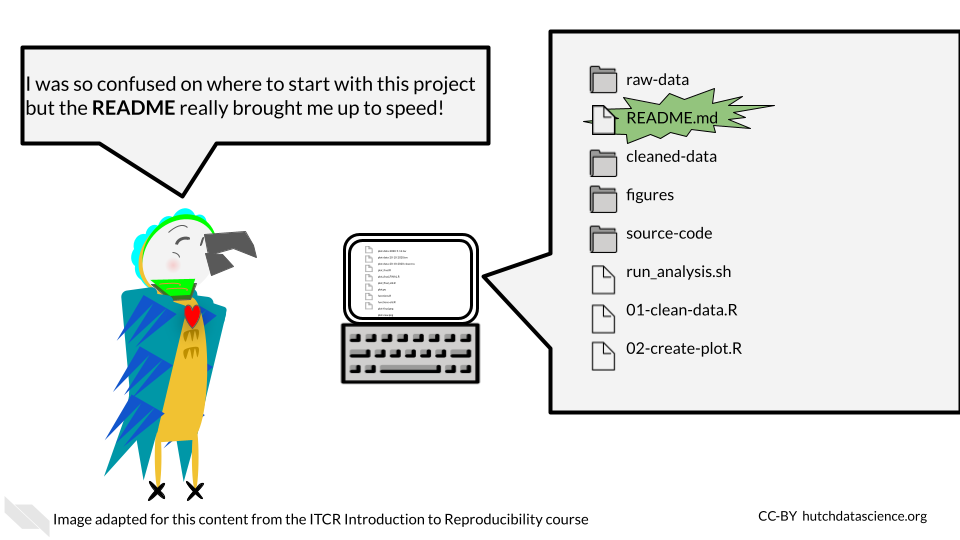 I was so confused on where to start with this project
but the README really brought me up to speed!
raw-data
README.md
cleaned-data
figures
source-code
run_analysis.sh
01-clean-data.R
02-create-plot.R
Image adapted for this content from the ITCR Introduction to Reproducibility course
CC-BY hutchdatascience.org